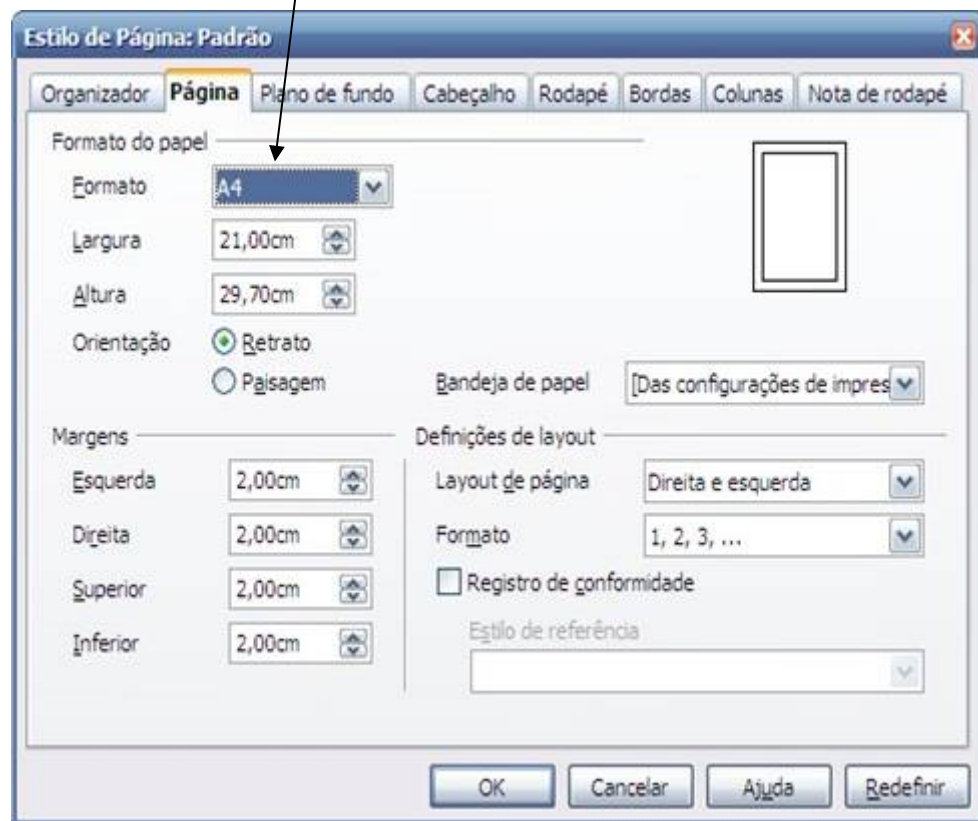 Estilo de Página: Padrão
Organizador Página Plano de fundo Cabeçalho Rodapé Bordas Colunas Nota de rodapé
Formato do papel
Formato A4
Largura 21,00cm
Altura 29,70cm
Orientação Retrato
Paisagem Bandeja de papel [Das configurações de impres
Margens Definições de layout
Esquerda 2,00cm Layout de página Direita e esquerda
Direita 2,00cm Formato 1, 2, 3, ...
Superior 2,00cm Registro de conformidade
Inferior 2,00cm Estilo de referência
OK Cancelar Ajuda Redefinir